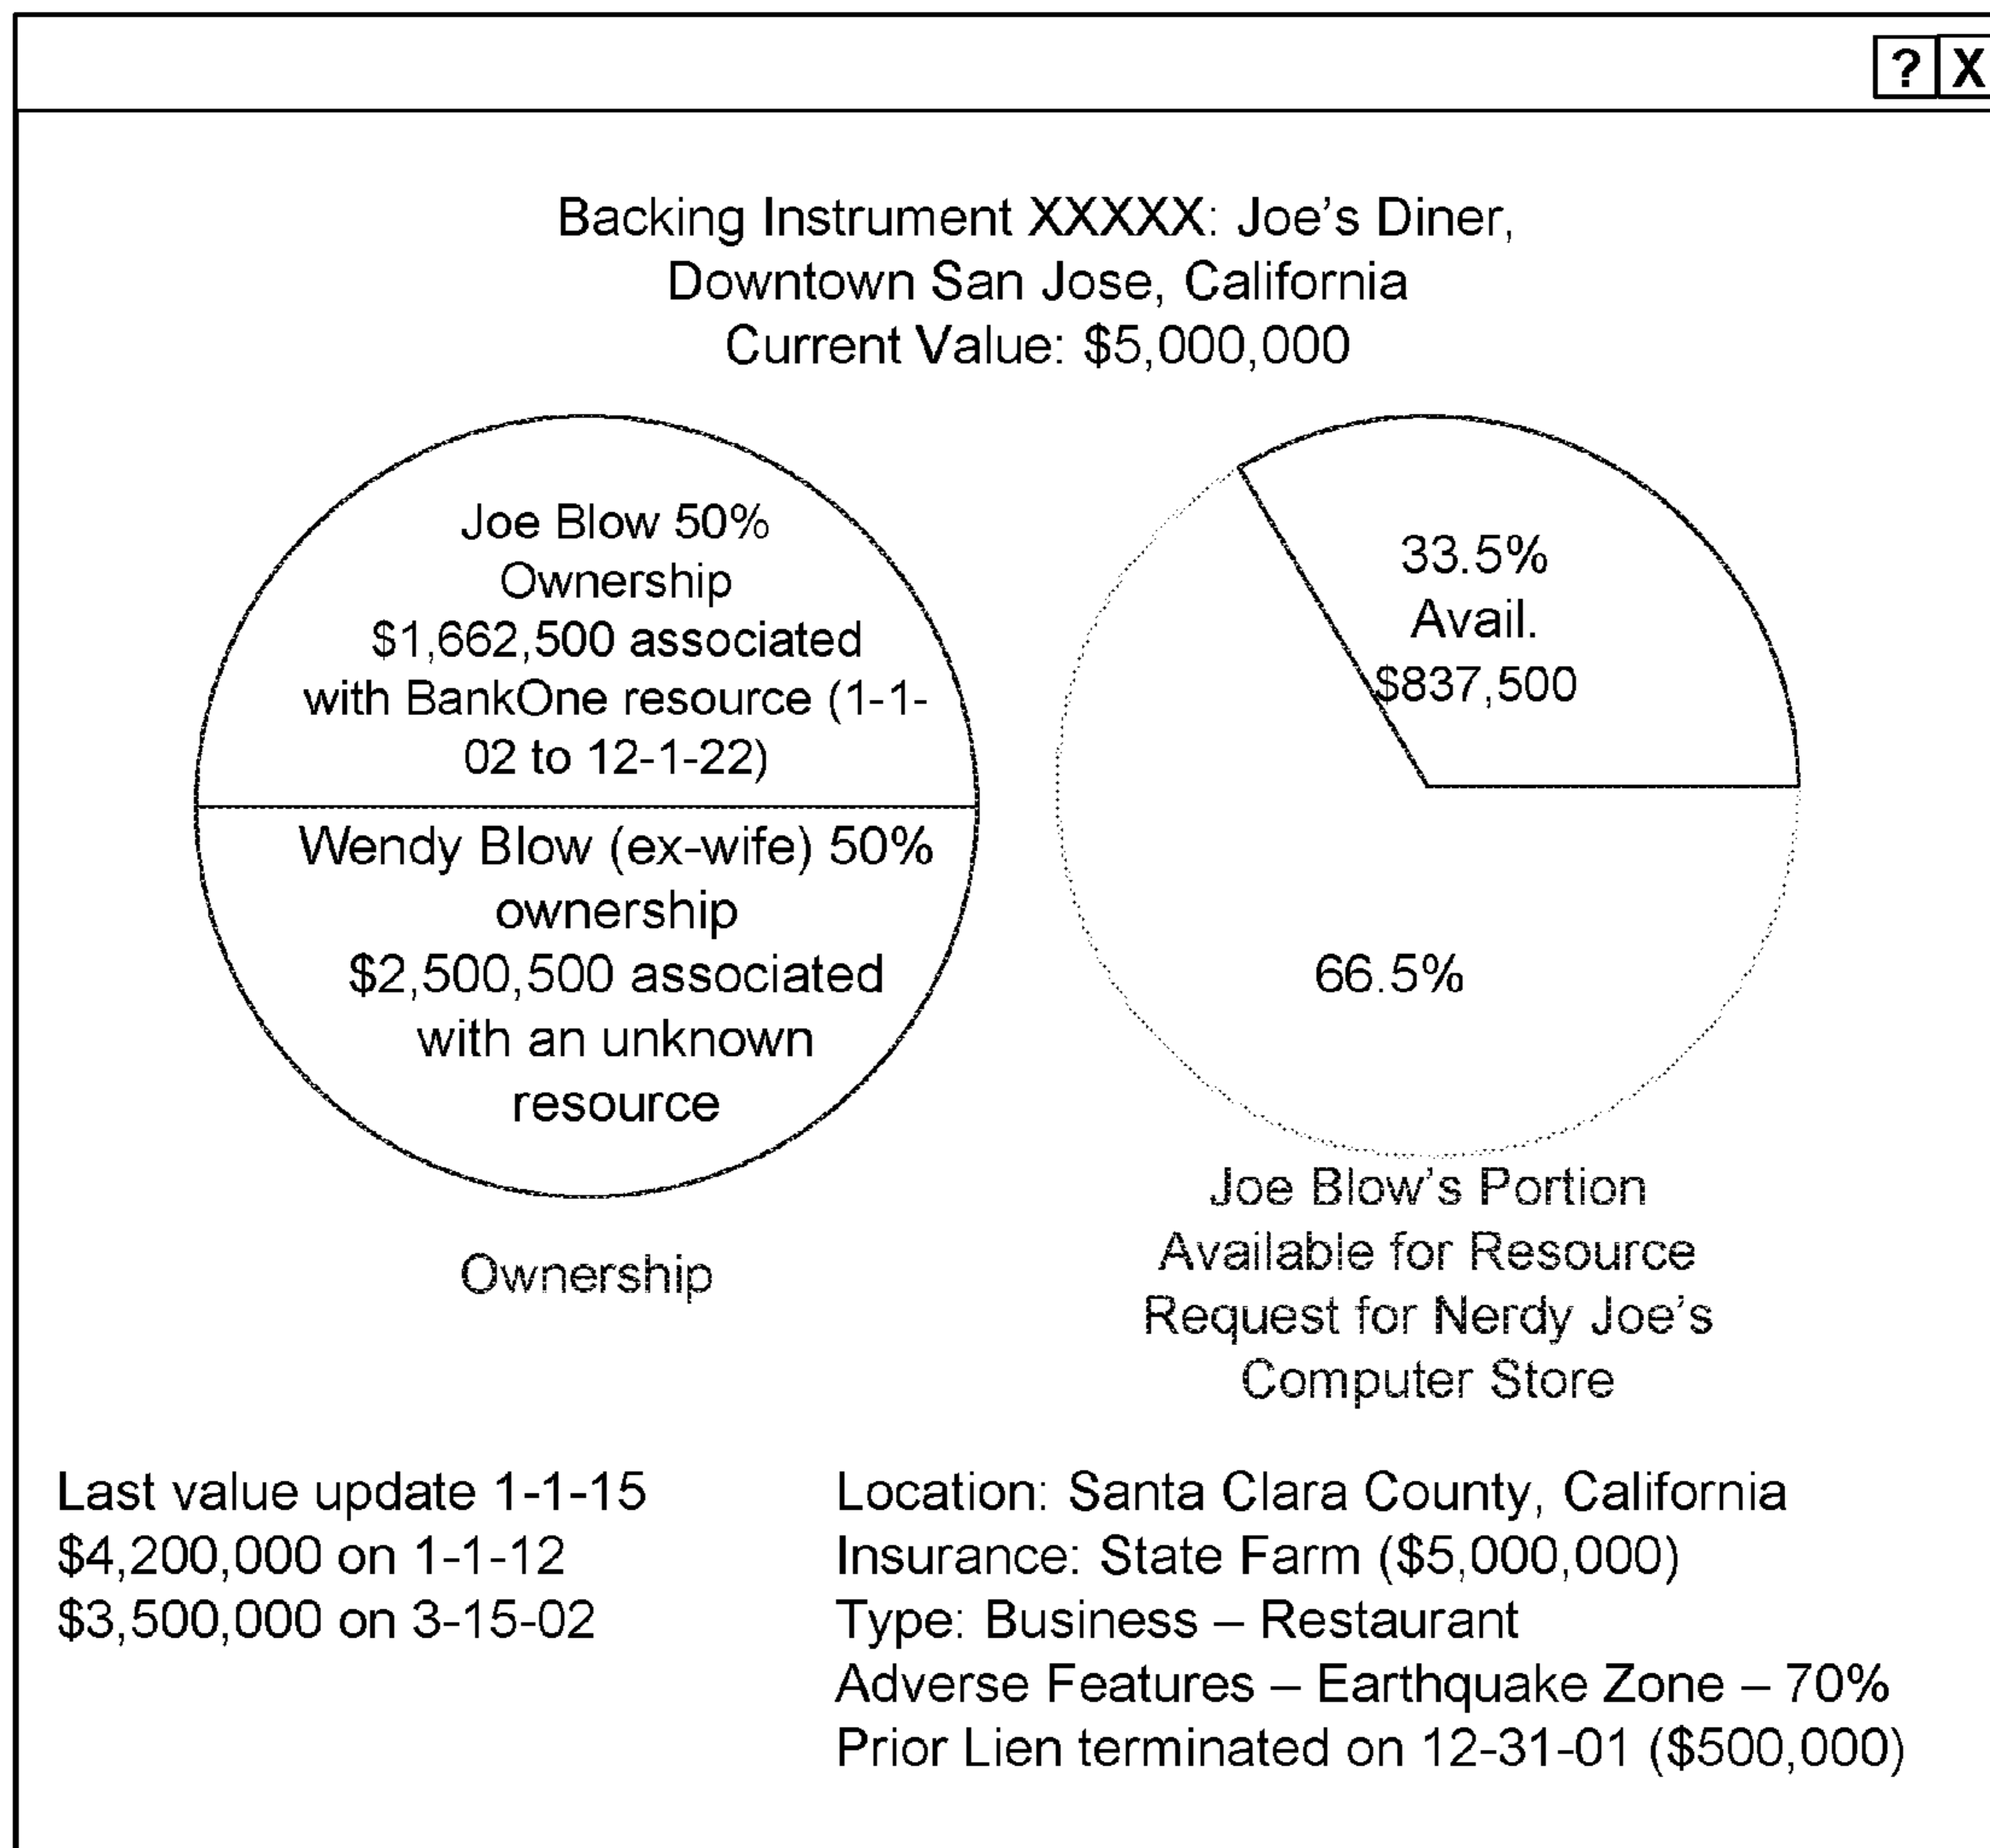 ? X
Backing Instrument XXXXX: Joe's Diner,
Downtown San Jose, California
Current Value: $5,000,000
Joe Blow 50%
Ownership
$1,662,500 associated
with BankOne resource (1-1-
02 to 12-1-22)
Wendy Blow (ex-wife) 50%
ownership
$2,500,500 associated
with an unknown
resource
Ownership
33.5%
Avail.
$837,500
66.5%
Joe Blow's Portion
Available for Resource
Request for Nerdy Joe's
Computer Store
Last value update 1-1-15
$4,200,000 on 1-1-12
$3,500,000 on 3-15-02
Location: Santa Clara County, California
Insurance: State Farm ($5,000,000)
Type: Business – Restaurant
Adverse Features – Earthquake Zone – 70%
Prior Lien terminated on 12-31-01 ($500,000)